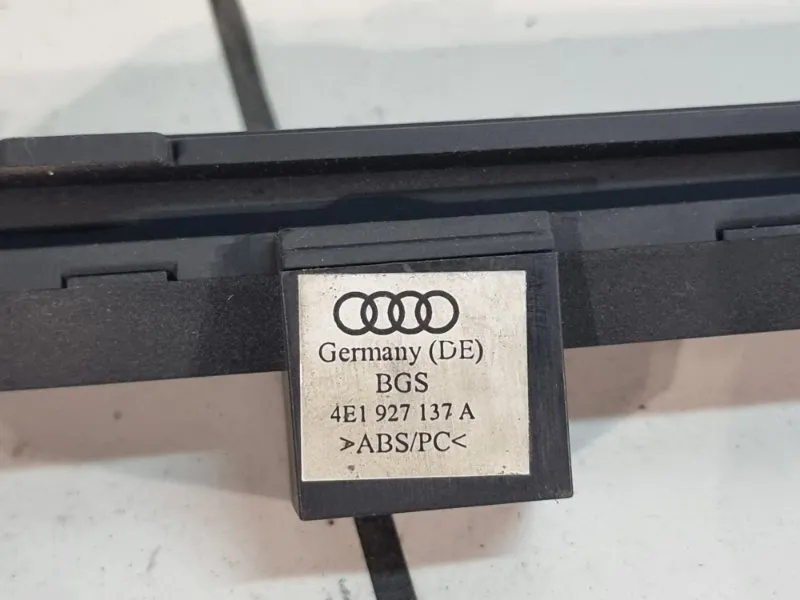 Germany (DE)
BGS
4E1 927 137 A
>ABS/PC<